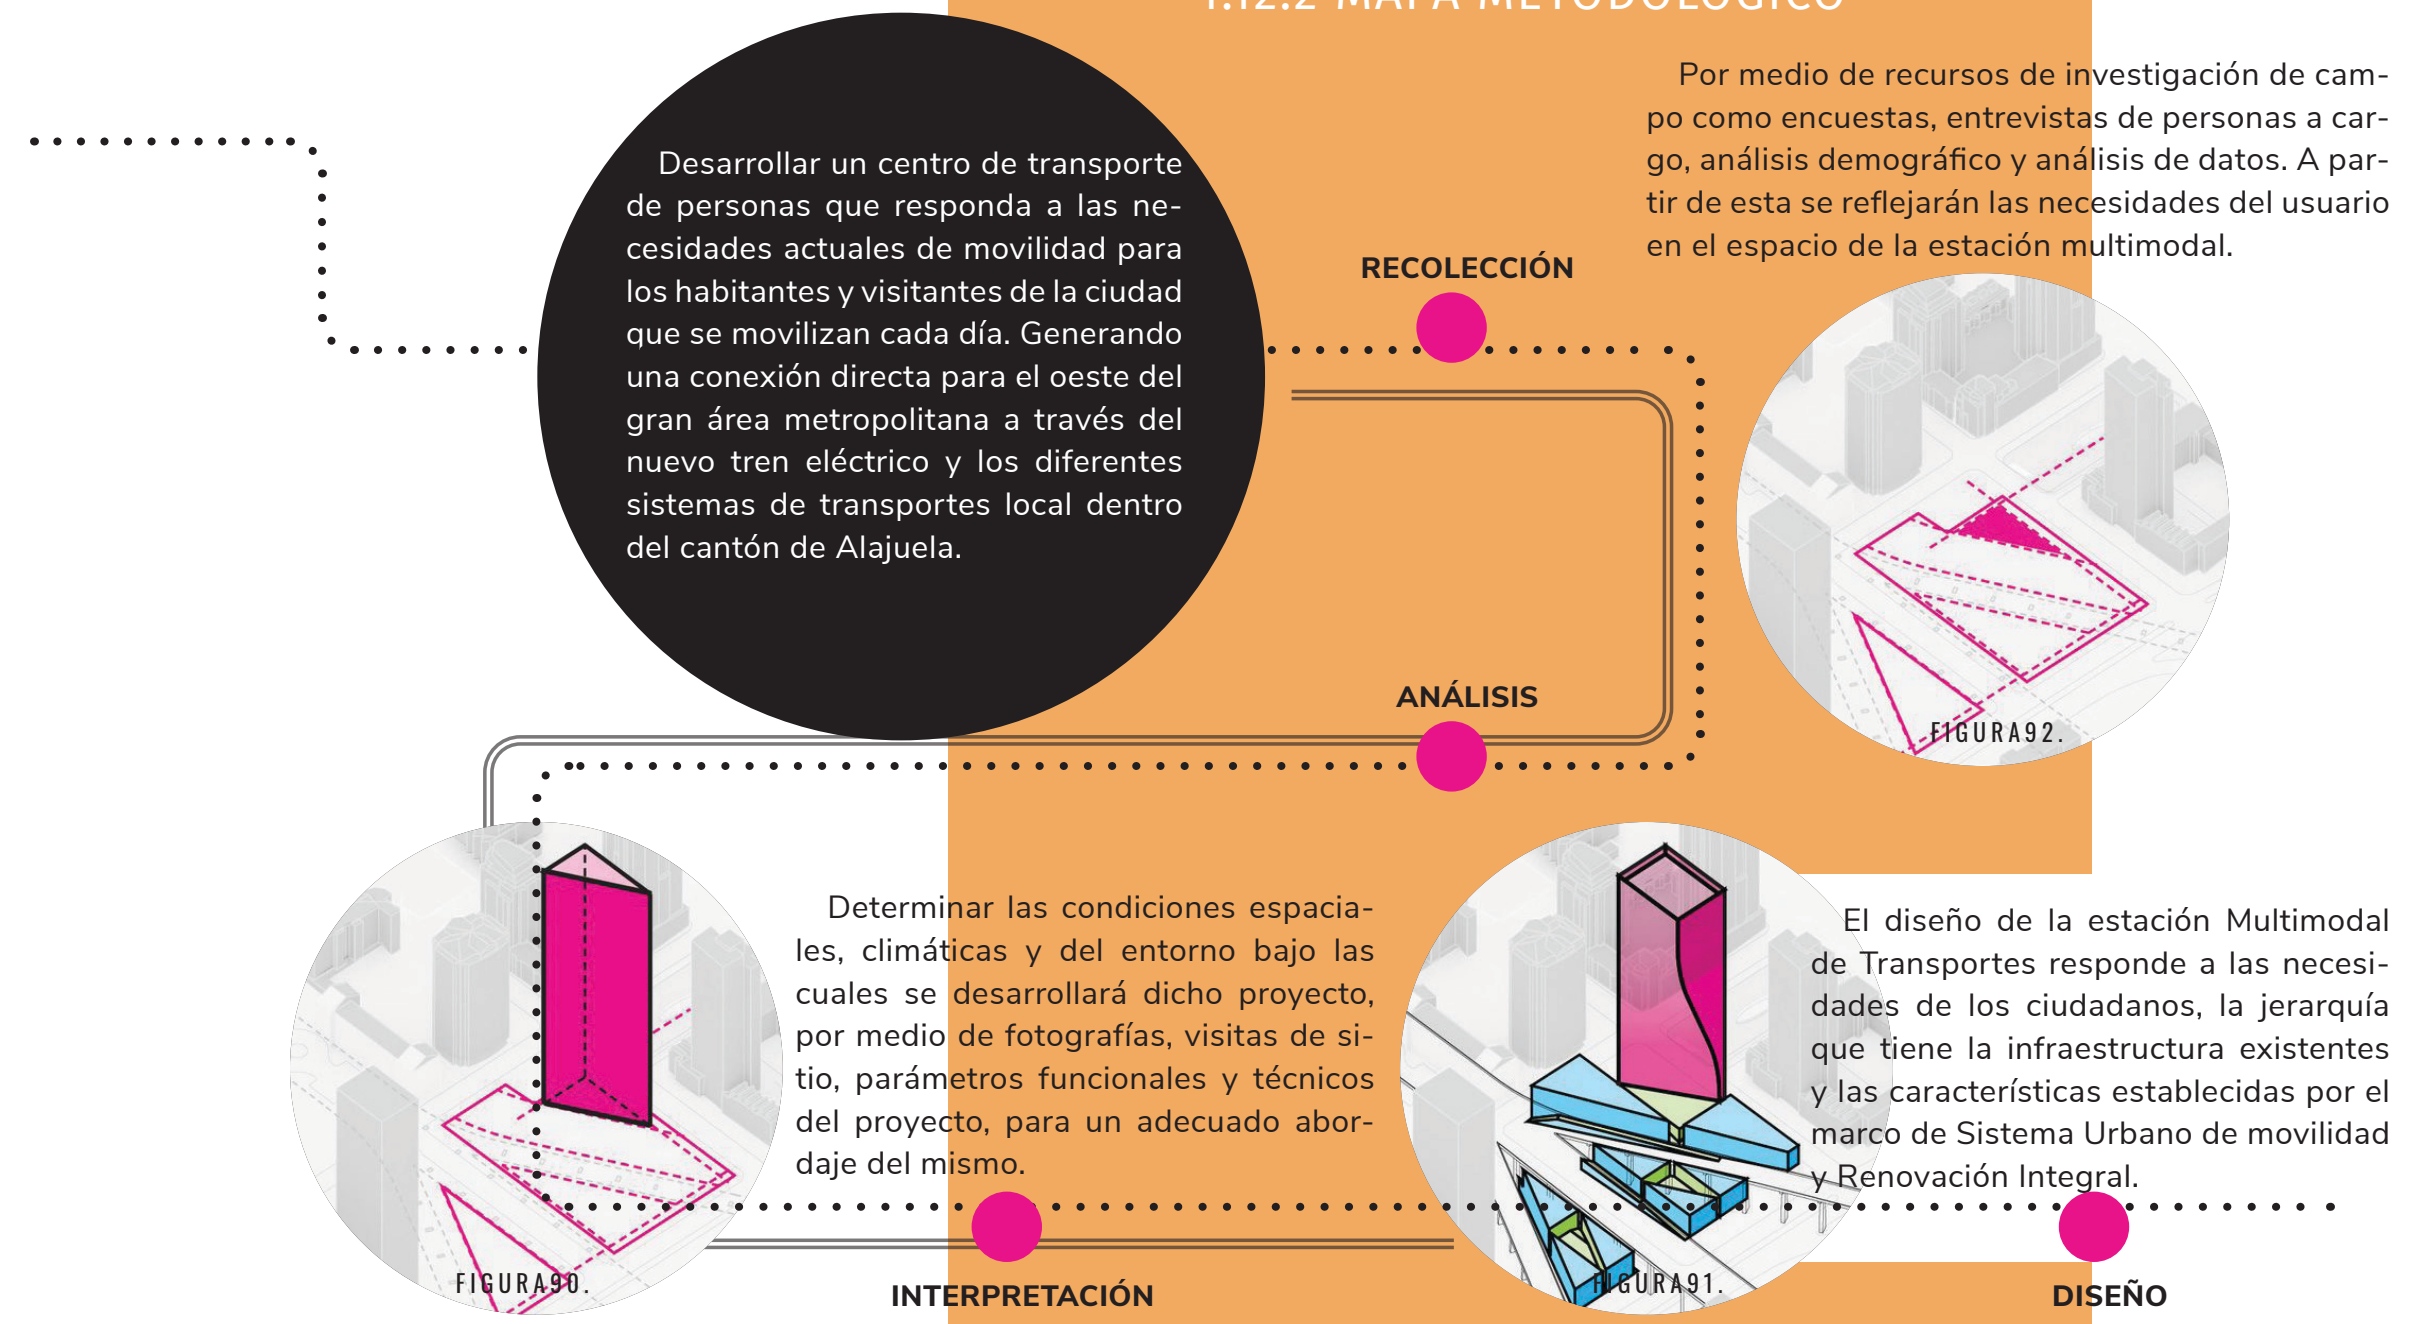 1.12.2 MAPA METODOLÓGICO
Desarrollar un centro de transporte
de personas que responda a las ne-
cesidades actuales de movilidad para
los habitantes y visitantes de la ciudad
que se movilizan cada día. Generando
una conexión directa para el oeste del
gran área metropolitana a través del
nuevo tren eléctrico y los diferentes
sistemas de transportes local dentro
del cantón de Alajuela.
Por medio de recursos de investigación de cam-
po como encuestas, entrevistas de personas a car-
go, análisis demográfico y análisis de datos. A par-
tir de esta se reflejarán las necesidades del usuario
en el espacio de la estación multimodal.
RECOLECCIÓN
FIGURA92.
ANÁLISIS
Determinar las condiciones espacia-
les, climáticas y del entorno bajo las
cuales se desarrollará dicho proyecto,
por medio de fotografías, visitas de si-
tio, parámetros funcionales y técnicos
del proyecto, para un adecuado abor-
daje del mismo.
FIGURA90.
INTERPRETACIÓN
El diseño de la estación Multimodal
de Transportes responde a las necesi-
dades de los ciudadanos, la jerarquía
que tiene la infraestructura existentes
y las características establecidas por el
marco de Sistema Urbano de movilidad
y Renovación Integral.
FIGURA91.
DISEÑO